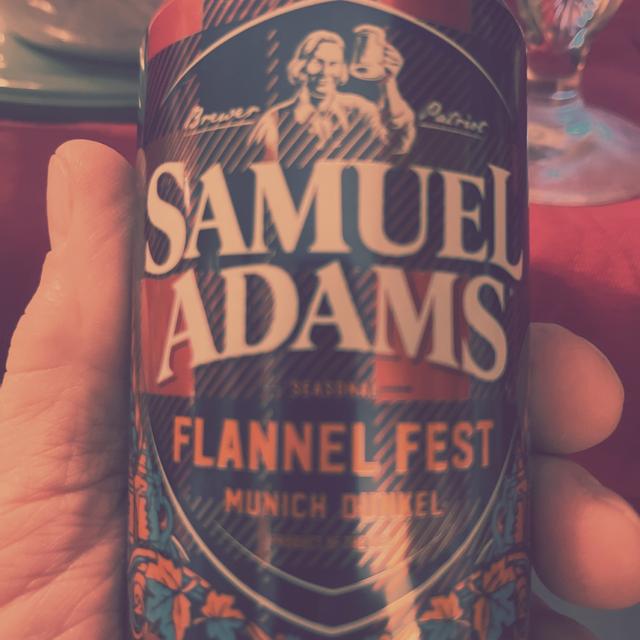 Brewer Patriot
SAMUEL
ADAMS
SEASONAL
FLANNEL FEST
MUNICH DUNKEL